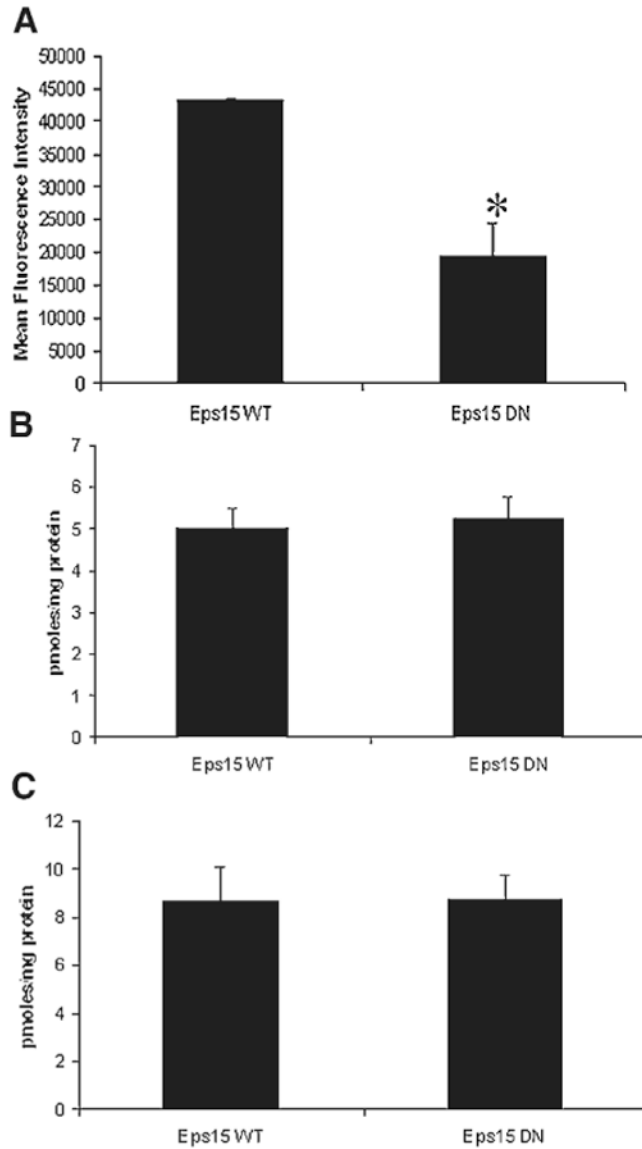 A
Mean Fluorescence Intensity
50000
45000
40000
35000
30000
25000
20000
15000
10000
5000
0
*
Eps15 WT
Eps15 DN
B
pmoles/mg protein
7
6
5
4
3
2
1
0
Eps15 WT
Eps15 DN
C
pmoles/mg protein
12
10
8
6
4
2
0
Eps15 WT
Eps15 DN